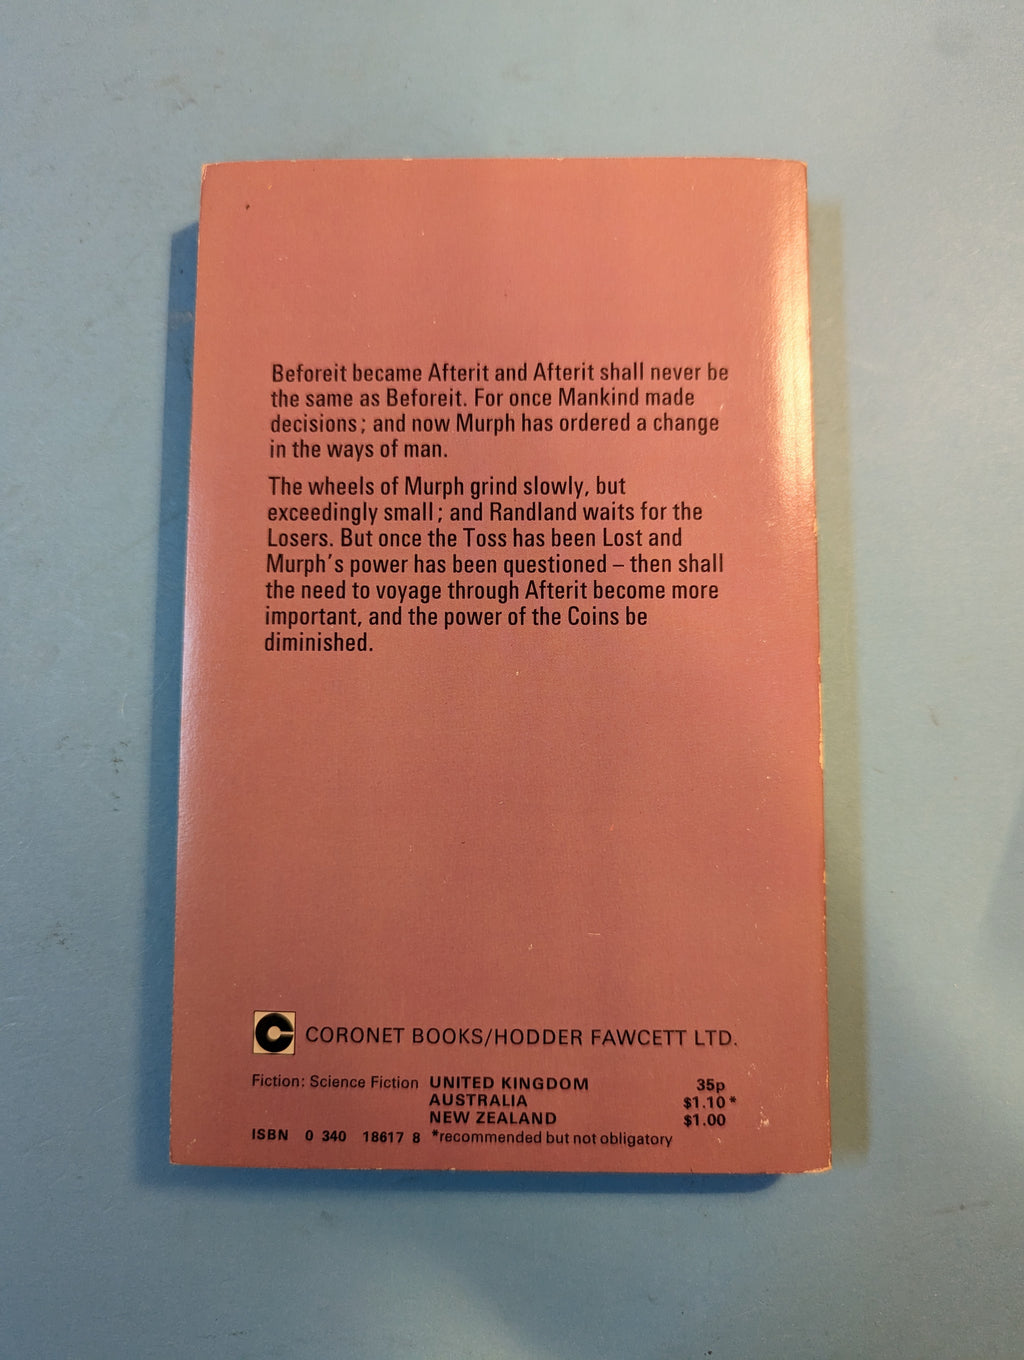 Beforeit became Afterit and Afterit shall never be
the same as Beforeit. For once Mankind made
decisions; and now Murph has ordered a change
in the ways of man.
The wheels of Murph grind slowly, but
exceedingly small; and Randland waits for the
Losers. But once the Toss has been Lost and
Murph's power has been questioned – then shall
the need to voyage through Afterit become more
important, and the power of the Coins be
diminished.
CORONET BOOKS/HODDER FAWCETT LTD.
Fiction: Science Fiction UNITED KINGDOM 35p
AUSTRALIA $1.10*
NEW ZEALAND $1.00
ISBN 0 340 18617 8 *recommended but not obligatory